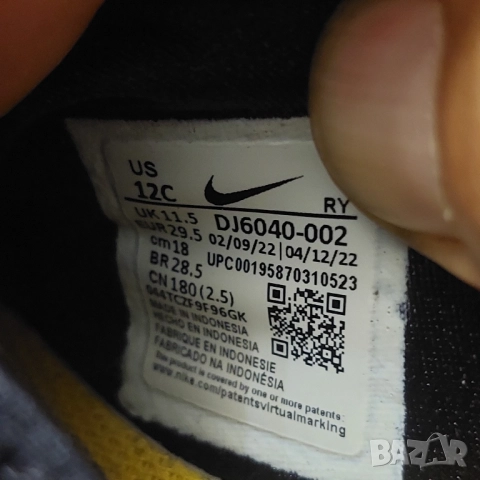 US
12C
RY
UK 11.5
DJ6040-002
EUR 29.5
02/09/22 | 04/12/22
cm 18
UPC00195870310523
BR 28.5
CN 180 (2.5)
MADE IN INDONESIA
HECHO EN INDONESIA
FABRIQUÉ EN INDONESIE
FABRICADO NA INDONÉSIA
This product is covered by one or more patents
www.nike.com/patentsvirtualmarking
BAZAR